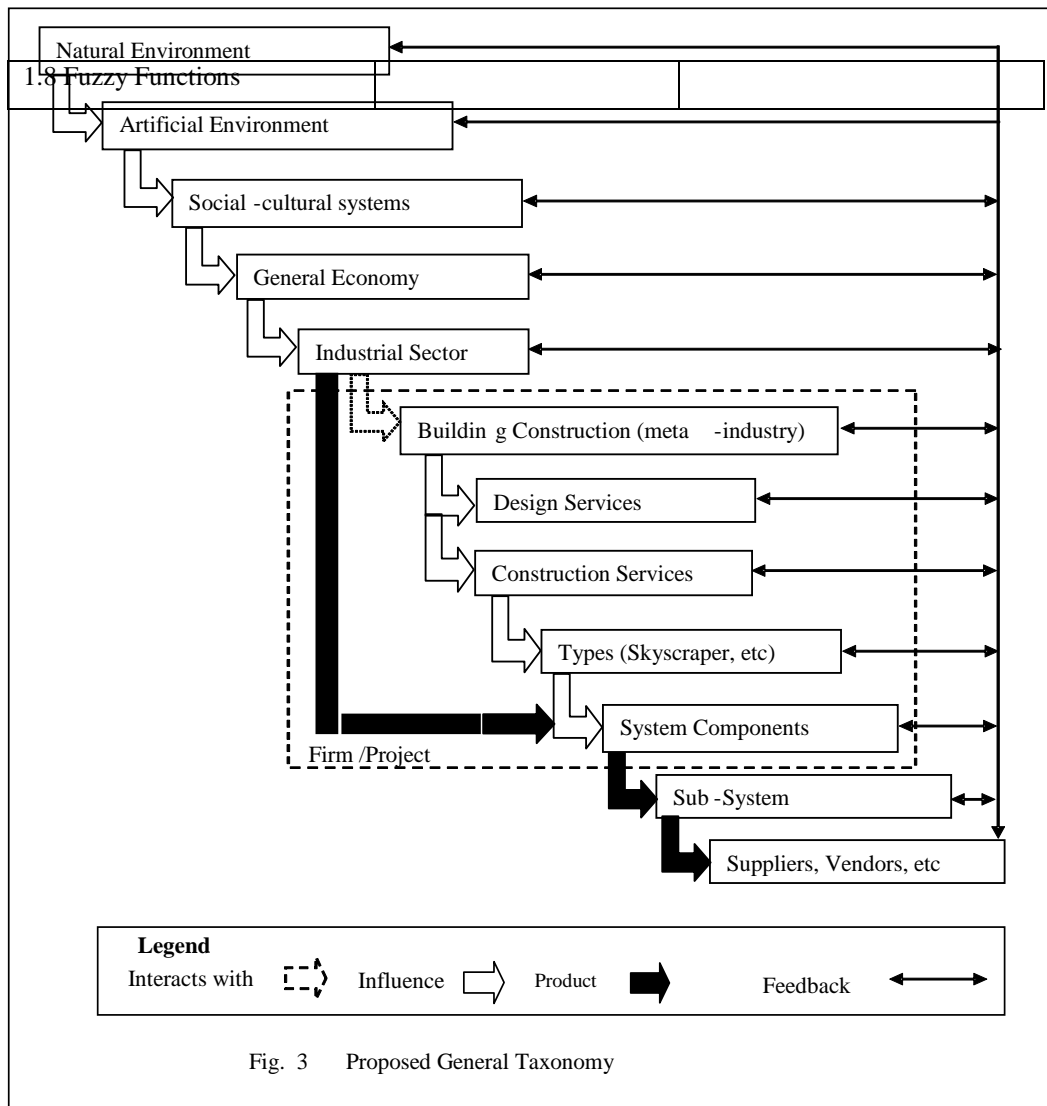 Natural Environment
1.8 Fuzzy Functions
Artificial Environment
Social -cultural systems
General Economy
Industrial Sector
Buildin g Construction (meta -industry)
Design Services
Construction Services
Types (Skyscraper, etc)
System Components
Firm /Project
Sub -System
Suppliers, Vendors, etc
Legend
Interacts with Influence Product Feedback
Fig. 3 Proposed General Taxonomy